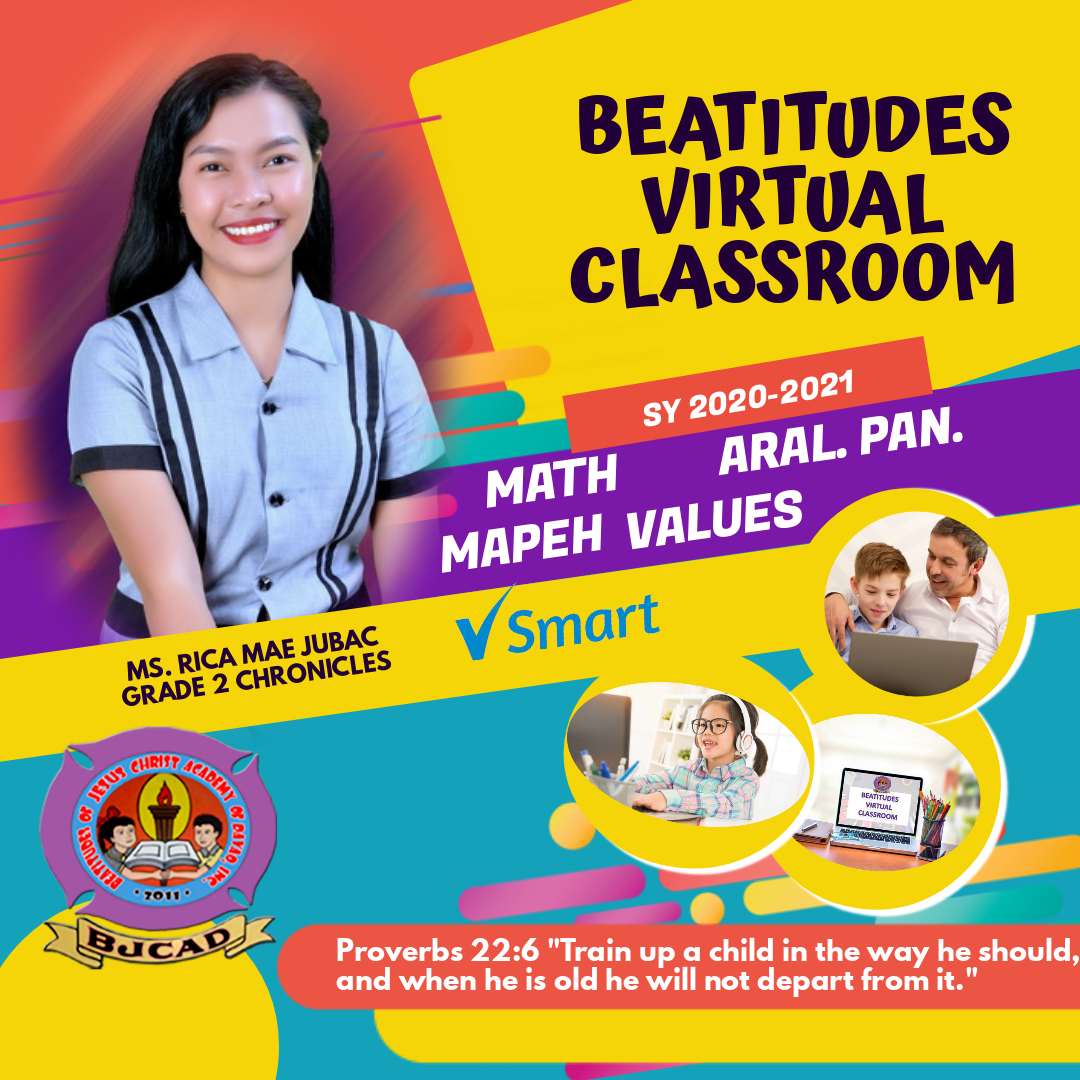 BEATITUDES
VIRTUAL
CLASSROOM
SY 2020-2021
MATH ARAL. PAN.
MAPEH VALUES
Smart
MS. RICA MAE JUBAC
GRADE 2 CHRONICLES
BEATITUDES OF JESUS CHRIST ACADEMY OF DAVAO, INC.
• 2011 •
BJCAD
BEATITUDES
VIRTUAL
CLASSROOM
Proverbs 22:6 "Train up a child in the way he should,
and when he is old he will not depart from it."